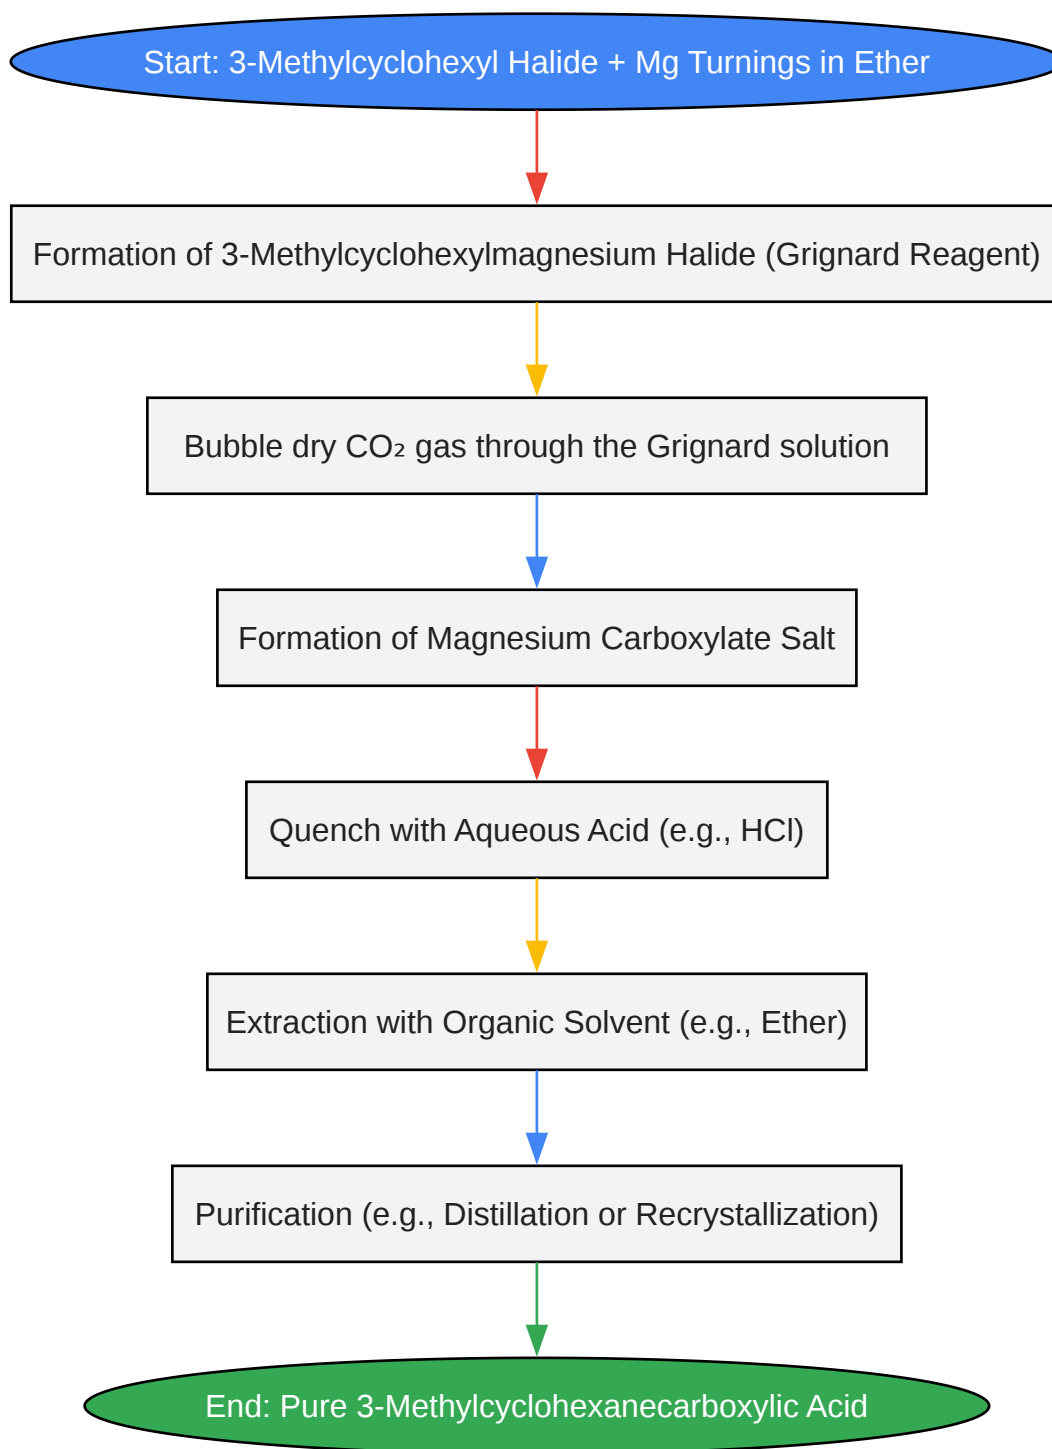 Start: 3-Methylcyclohexyl Halide + Mg Turnings in Ether
Formation of 3-Methylcyclohexylmagnesium Halide (Grignard Reagent)
Bubble dry CO₂ gas through the Grignard solution
Formation of Magnesium Carboxylate Salt
Quench with Aqueous Acid (e.g., HCl)
Extraction with Organic Solvent (e.g., Ether)
Purification (e.g., Distillation or Recrystallization)
End: Pure 3-Methylcyclohexanecarboxylic Acid